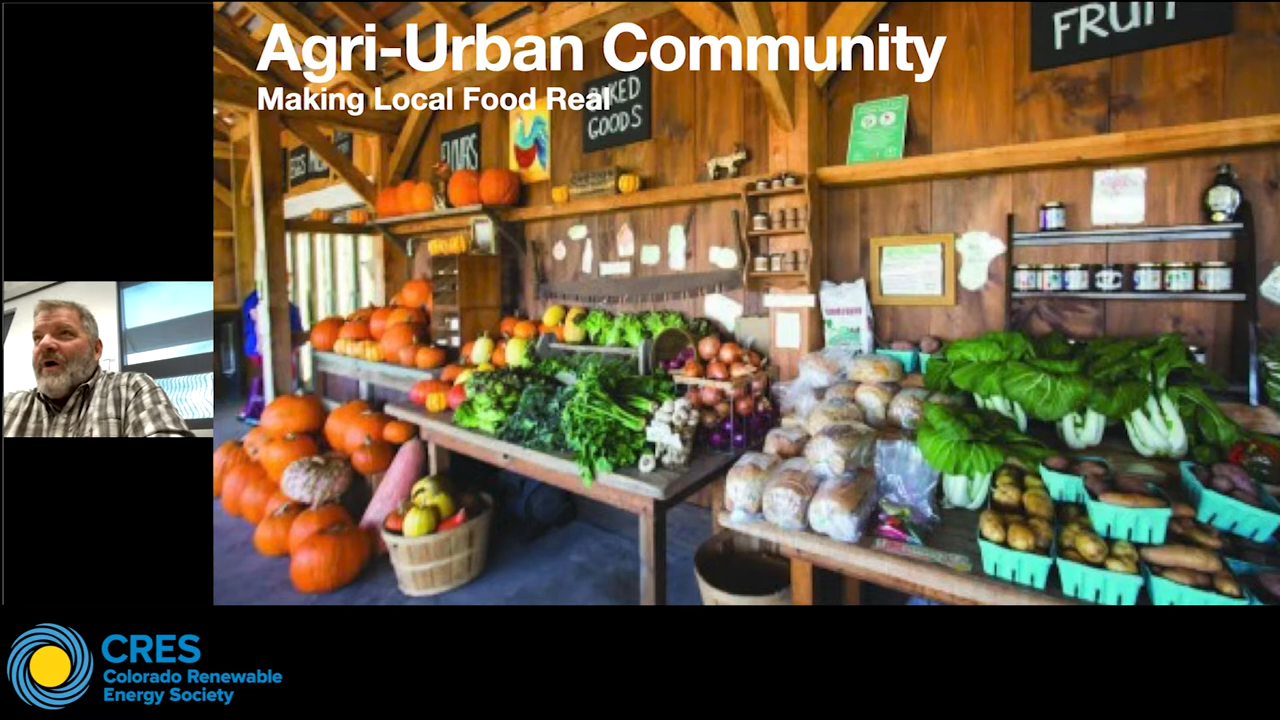 Agri-Urban Community
Making Local Food Real
FRUIT
BAKED
GOODS
CRES
Colorado Renewable
Energy Society